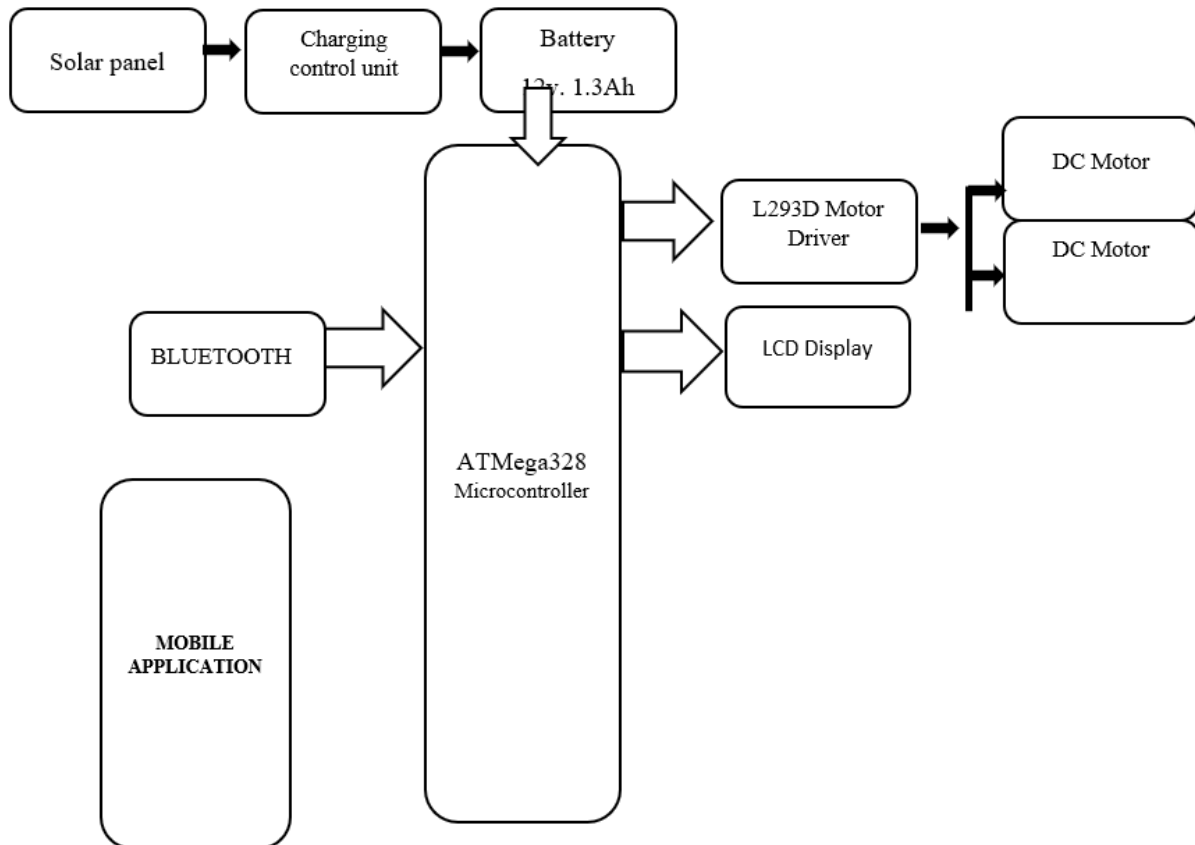 Solar panel
Charging
control unit
Battery
12v. 1.3Ah
DC Motor
L293D Motor
Driver
DC Motor
BLUETOOTH
LCD Display
ATMega328
Microcontroller
MOBILE
APPLICATION